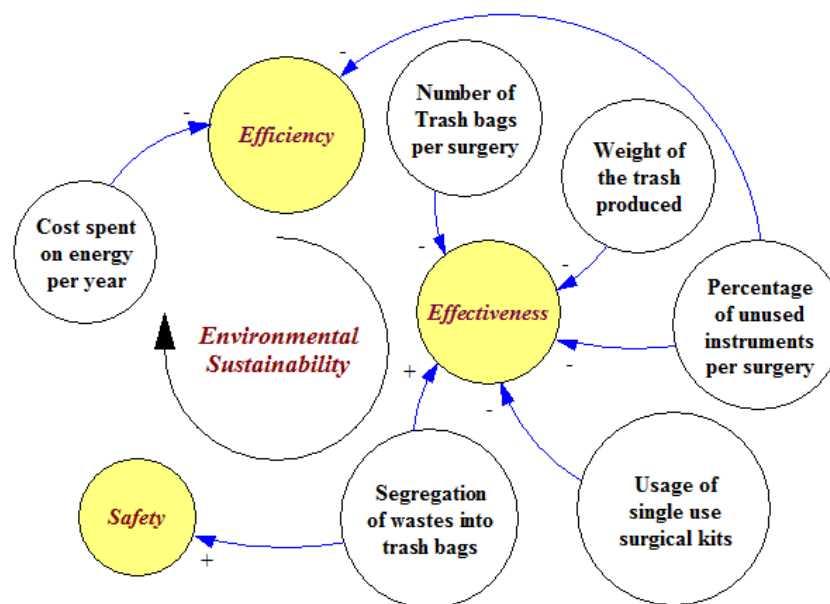 -
Efficiency
-
Number of
Trash bags
per surgery
Weight of
the trash
produced
Cost spent
on energy
per year
-
-
Effectiveness
Percentage
of unused
instruments
per surgery
Environmental
Sustainability
+
-
-
Segregation
of wastes into
trash bags
Usage of
single use
surgical kits
Safety
+